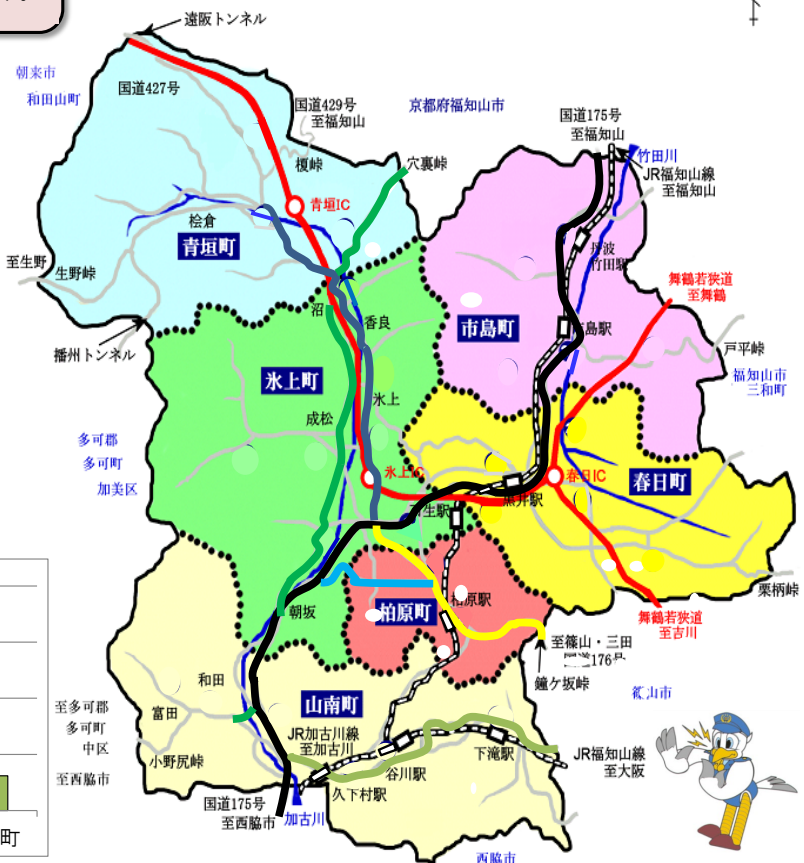 遠阪トンネル
朝来市
和田山町
国道427号
国道429号
至福知山
京都府福知山市
国道175号
至福知山
竹田川
JR福知山線
至福知山
榎峠
穴裏峠
青垣IC
桧倉
青垣町
至生野
生野峠
丹波
竹田駅
舞鶴若狭道
至舞鶴
沼
香良
市島町
島駅
戸平峠
播州トンネル
氷上町
福知山市
三和町
氷上
成松
多可郡
多可町
加美区
氷上IC
春日IC
春日町
黒井駅
生駅
栗柄峠
朝坂
柏原町
柏原駅
舞鶴若狭道
至吉川
至篠山・三田
国道176号
鐘ケ坂峠
和田
山南町
至多可郡
多可町
中区
富田
JR加古川線
至加古川
下滝駅
JR福知山線
至大阪
小野尻峠
谷川駅
至西脇市
久下村駅
国道175号
至西脇市
加古川
町
西脇市